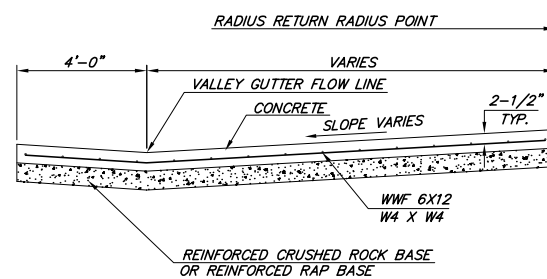 RADIUS RETURN RADIUS POINT
4'-0"
VARIES
VALLEY GUTTER FLOW LINE
CONCRETE
2-1/2"
TYP.
SLOPE VARIES
WWF 6X12
W4 X W4
REINFORCED CRUSHED ROCK BASE
OR REINFORCED RAP BASE